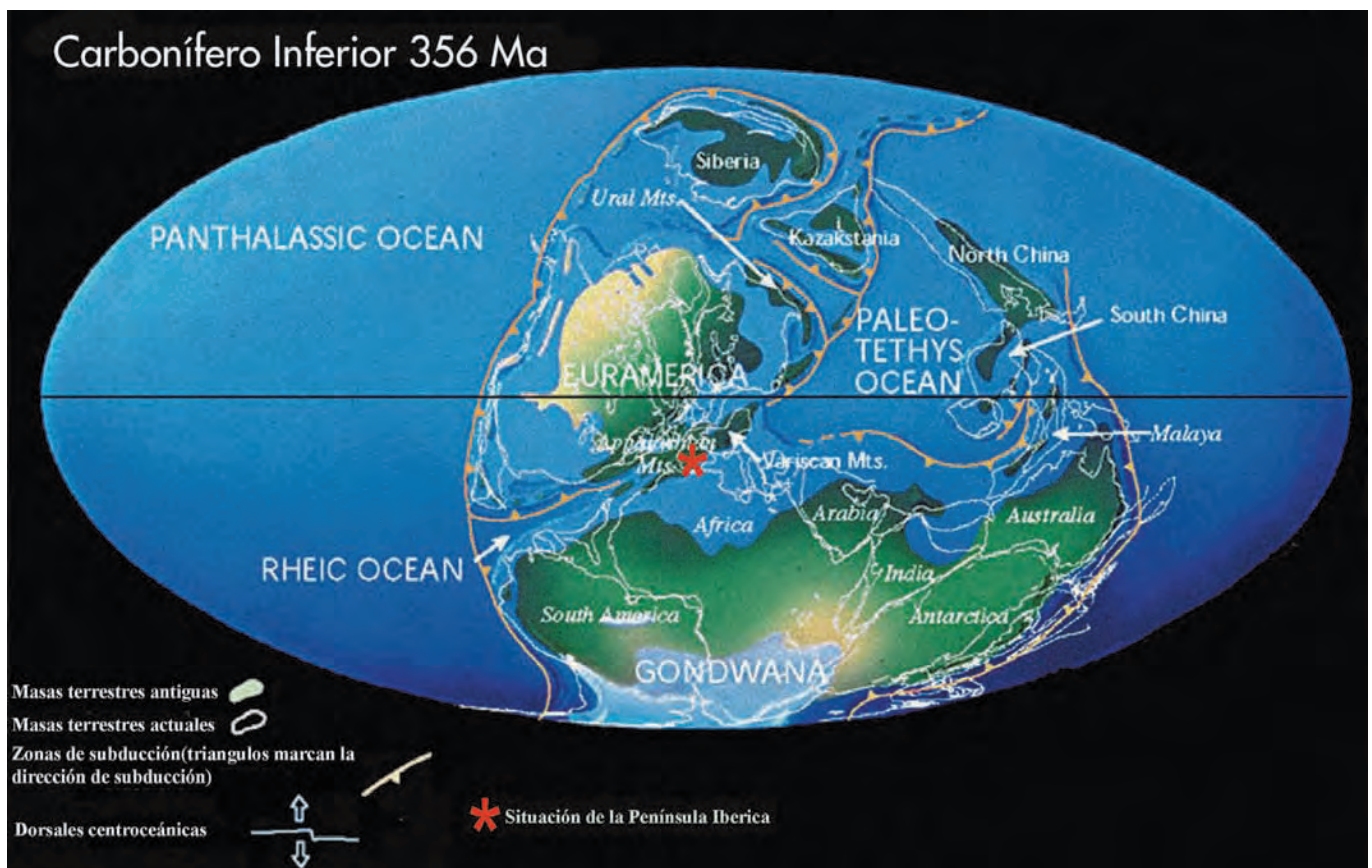 Carbonífero Inferior 356 Ma
Siberia
Ural Mts.
PANTHALASSIC OCEAN
Kazakstania
North China
South China
PALEO-
TETHYS
OCEAN
EURAMERICA
Malaya
Mts.
Variscan Mts.
Africa
Arabia
Australia
RHEIC OCEAN
India
South America
Antarctica
GONDWANA
Masas terrestres antiguas
Masas terrestres actuales
Zonas de subducción(triangulos marcan la
dirección de subducción)
Dorsales centroceánicas
Situación de la Península Iberica